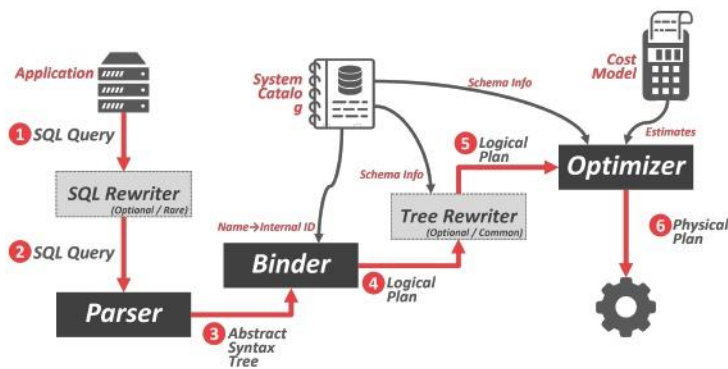 Application
1 SQL Query
SQL Rewriter
(Optional / Rare)
2 SQL Query
Parser
3 Abstract
Syntax
Tree
System
Catalo
g
Name→Internal ID
Binder
4 Logical
Plan
Schema Info
Tree Rewriter
(Optional / Common)
5 Logical
Plan
Schema Info
Cost
Model
Estimates
Optimizer
6 Physical
Plan